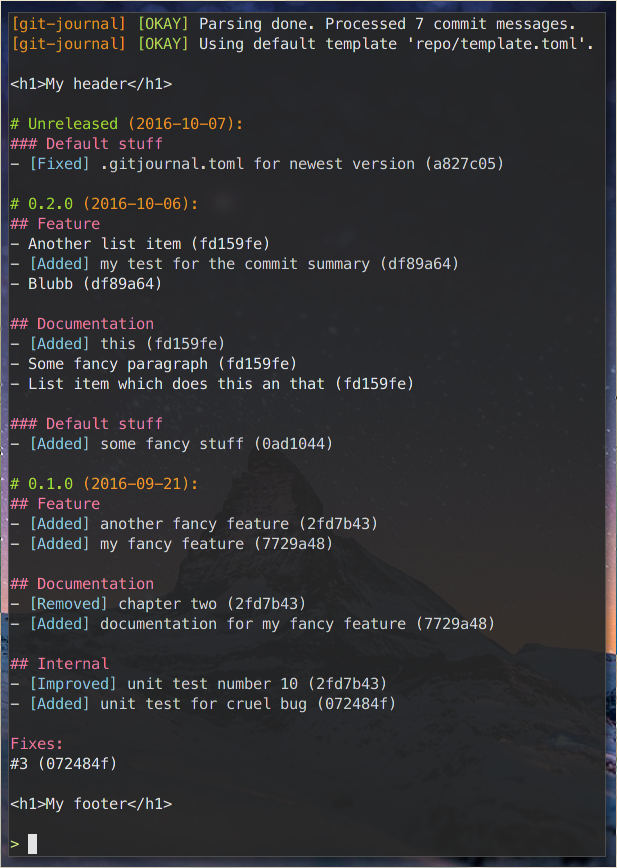 [git-journal] [OKAY] Parsing done. Processed 7 commit messages.
[git-journal] [OKAY] Using default template 'repo/template.toml'.
<h1>My header</h1>
# Unreleased (2016-10-07):
### Default stuff
- [Fixed] .gitjournal.toml for newest version (a827c05)
# 0.2.0 (2016-10-06):
## Feature
- Another list item (fd159fe)
- [Added] my test for the commit summary (df89a64)
- Blubb (df89a64)
## Documentation
- [Added] this (fd159fe)
- Some fancy paragraph (fd159fe)
- List item which does this an that (fd159fe)
### Default stuff
- [Added] some fancy stuff (0ad1044)
# 0.1.0 (2016-09-21):
## Feature
- [Added] another fancy feature (2fd7b43)
- [Added] my fancy feature (7729a48)
## Documentation
- [Removed] chapter two (2fd7b43)
- [Added] documentation for my fancy feature (7729a48)
## Internal
- [Improved] unit test number 10 (2fd7b43)
- [Added] unit test for cruel bug (072484f)
Fixes:
#3 (072484f)
<h1>My footer</h1>
>